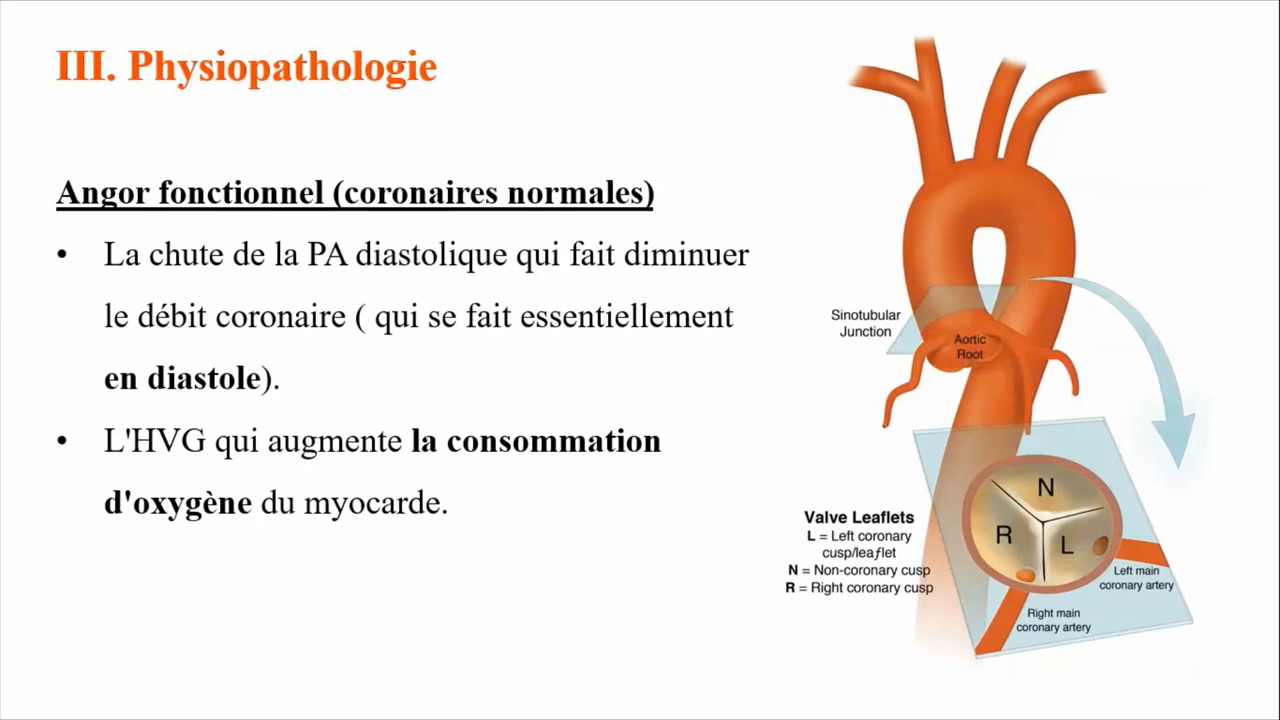 III. Physiopathologie
Angor fonctionnel (coronaires normales)
• La chute de la PA diastolique qui fait diminuer
le débit coronaire ( qui se fait essentiellement
en diastole).
• L'HVG qui augmente la consommation
d'oxygène du myocarde.
Sinotubular
Junction
Aortic
Root
Valve Leaflets
L = Left coronary
cusp/leaflet
N = Non-coronary cusp
R = Right coronary cusp
N
R
L
Left main
coronary artery
Right main
coronary artery